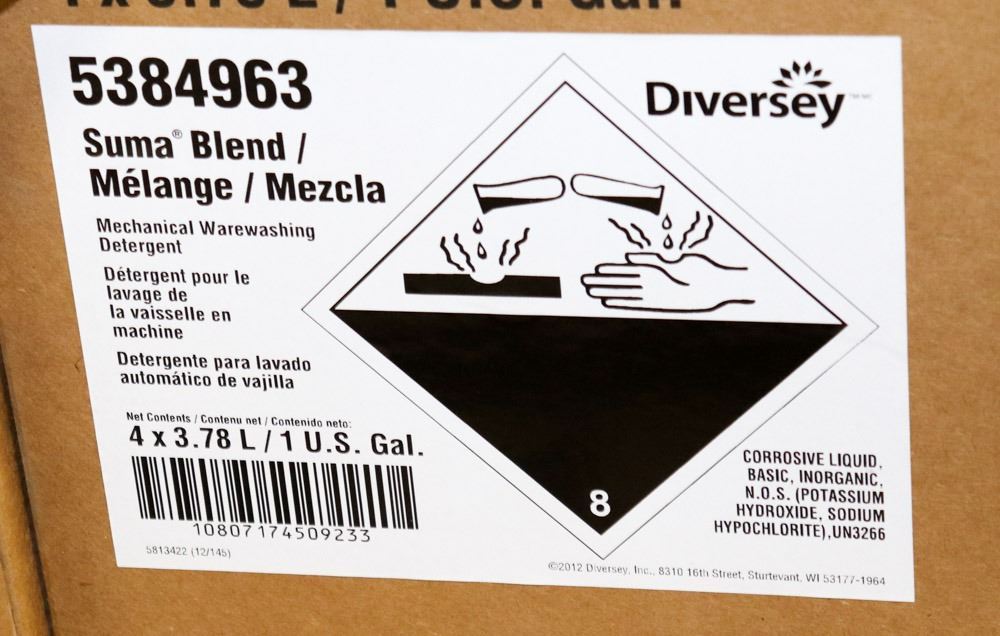 5384963
Suma® Blend /
Mélange / Mezcla
Mechanical Warewashing
Detergent
Détergent pour le
lavage de
la vaisselle en
machine
Detergente para lavado
automático de vajilla
Net Contents / Contenu net / Contenido neto:
4 x 3.78 L / 1 U.S. Gal.
10807174509233
5813422 (12/145)
Diversey
8
CORROSIVE LIQUID,
BASIC, INORGANIC,
N.O.S. (POTASSIUM
HYDROXIDE, SODIUM
HYPOCHLORITE),UN3266
©2012 Diversey, Inc., 8310 16th Street, Sturtevant, WI 53177-1964